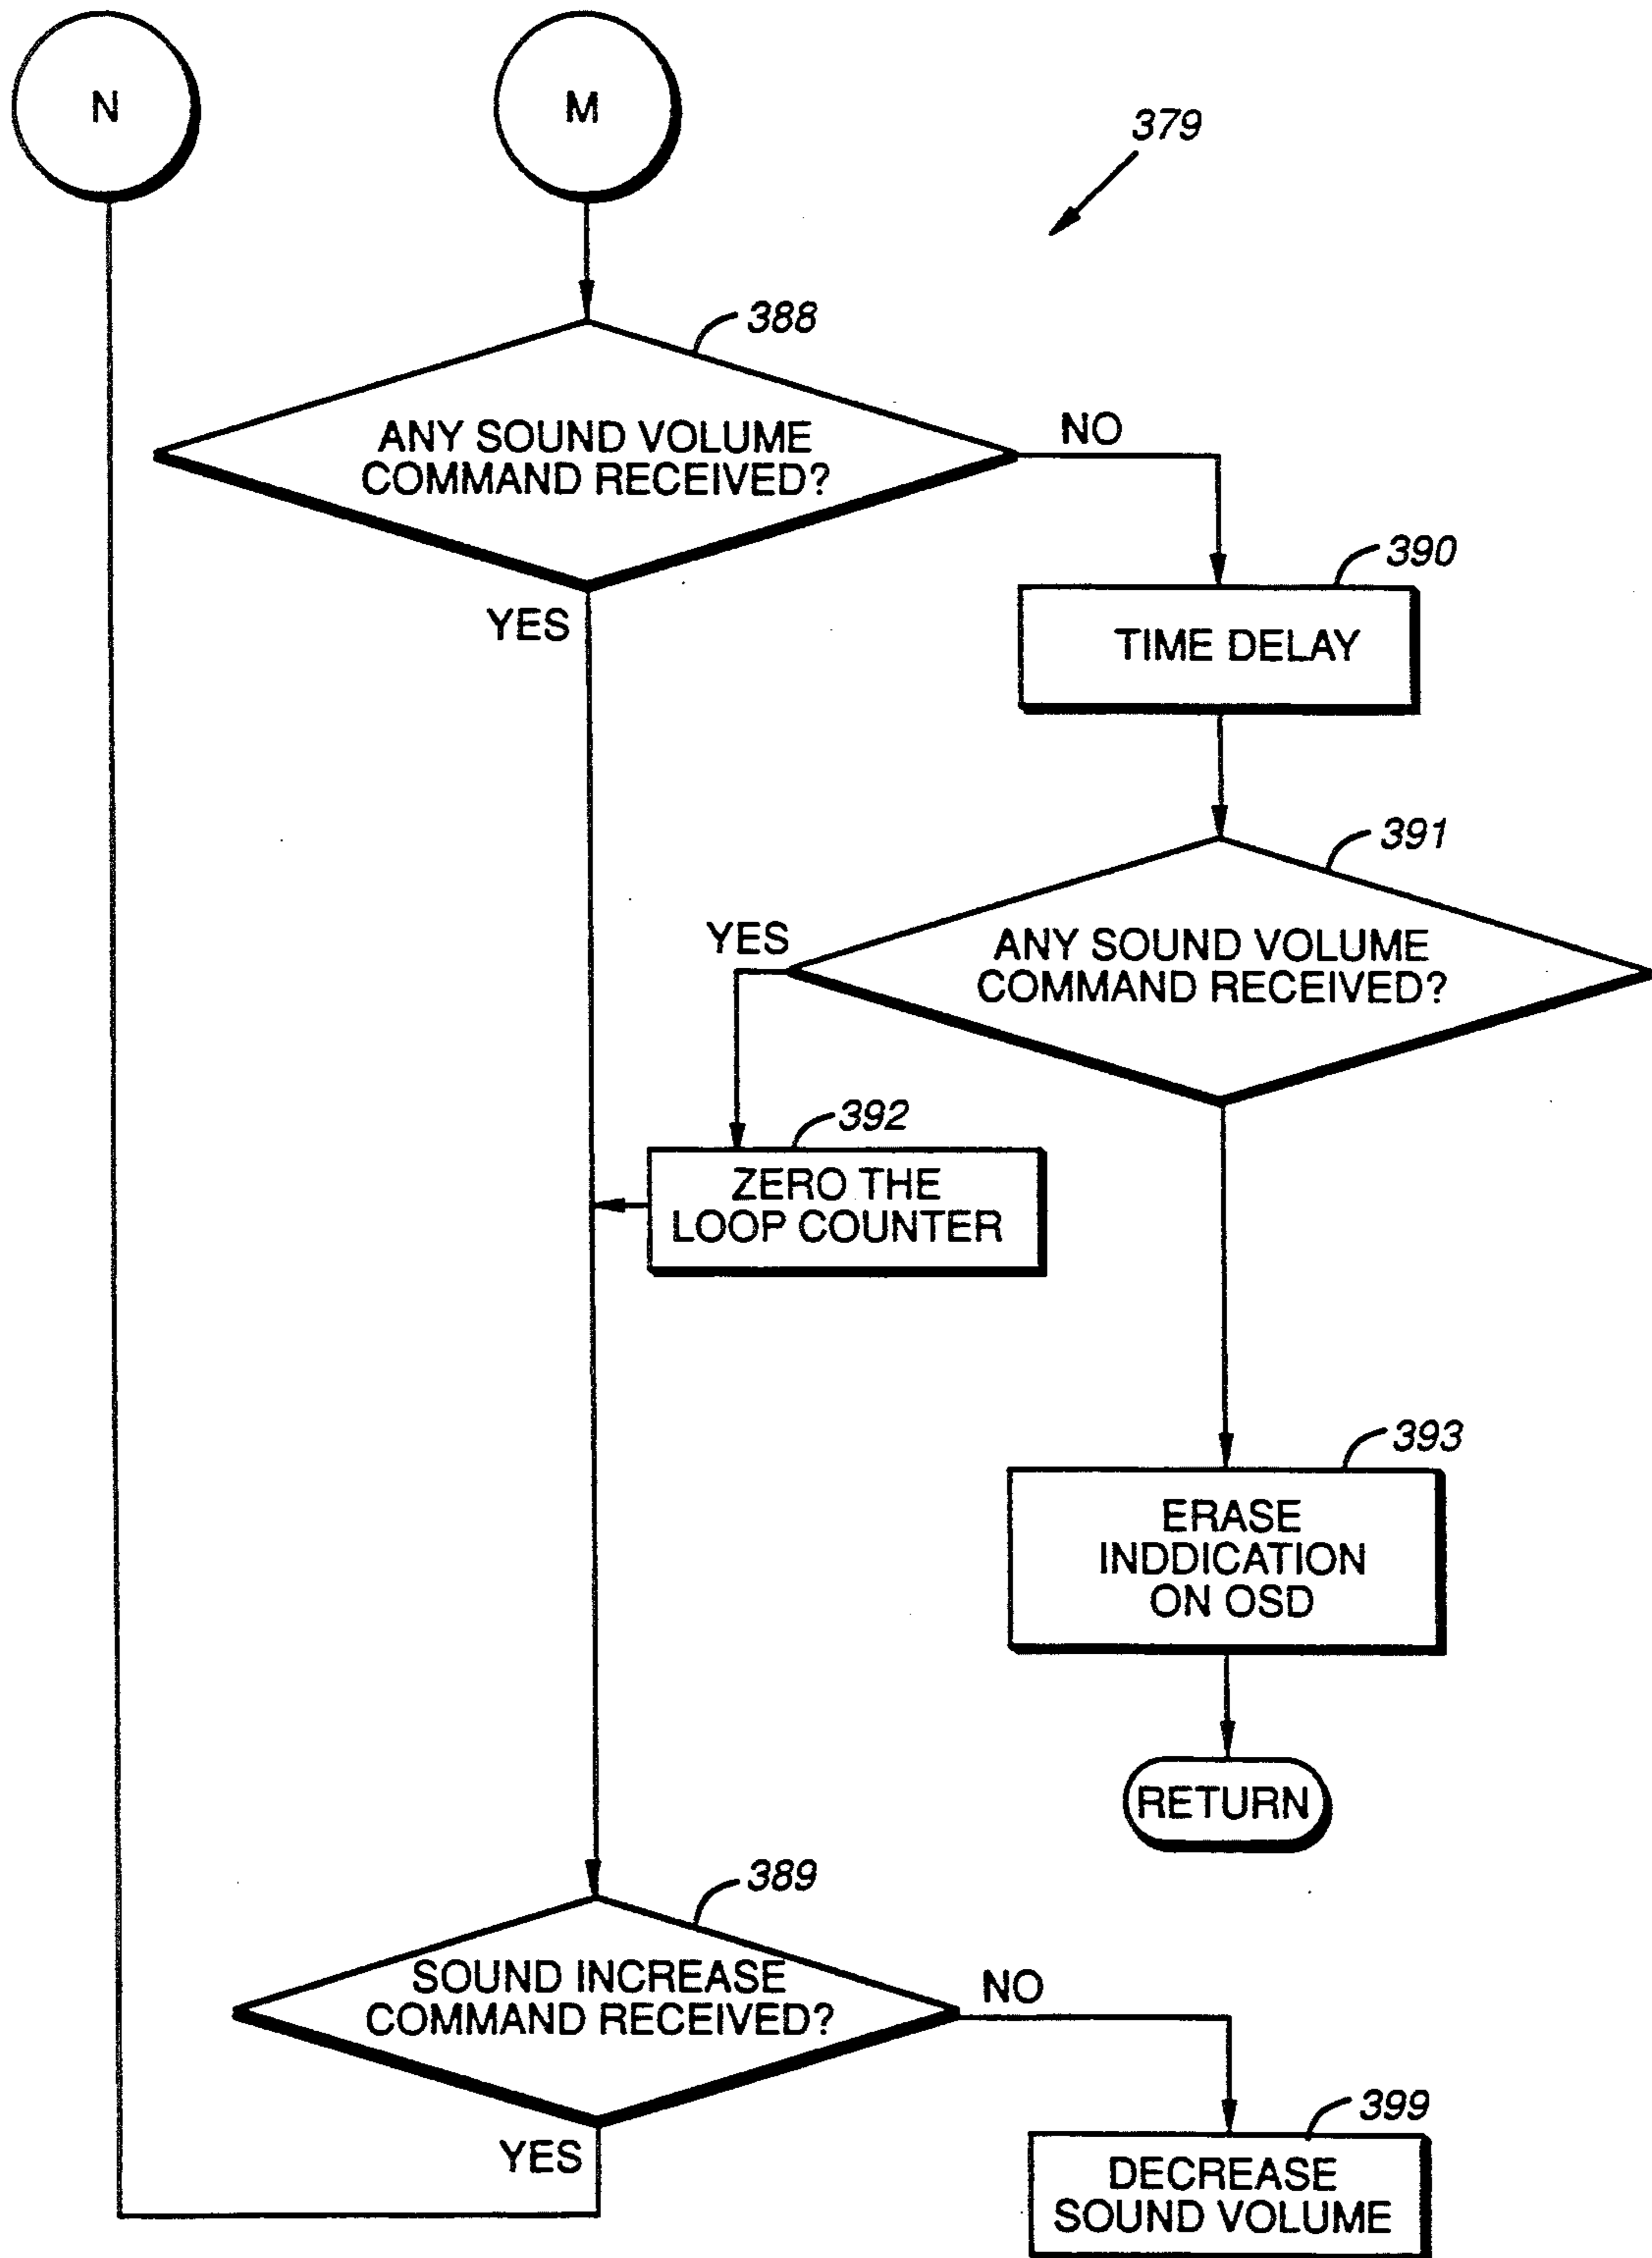 N
M
379
388
ANY SOUND VOLUME
COMMAND RECEIVED?
NO
YES
390
TIME DELAY
391
YES
ANY SOUND VOLUME
COMMAND RECEIVED?
392
ZERO THE
LOOP COUNTER
393
ERASE
INDDICATION
ON OSD
RETURN
389
SOUND INCREASE
COMMAND RECEIVED?
NO
YES
399
DECREASE
SOUND VOLUME